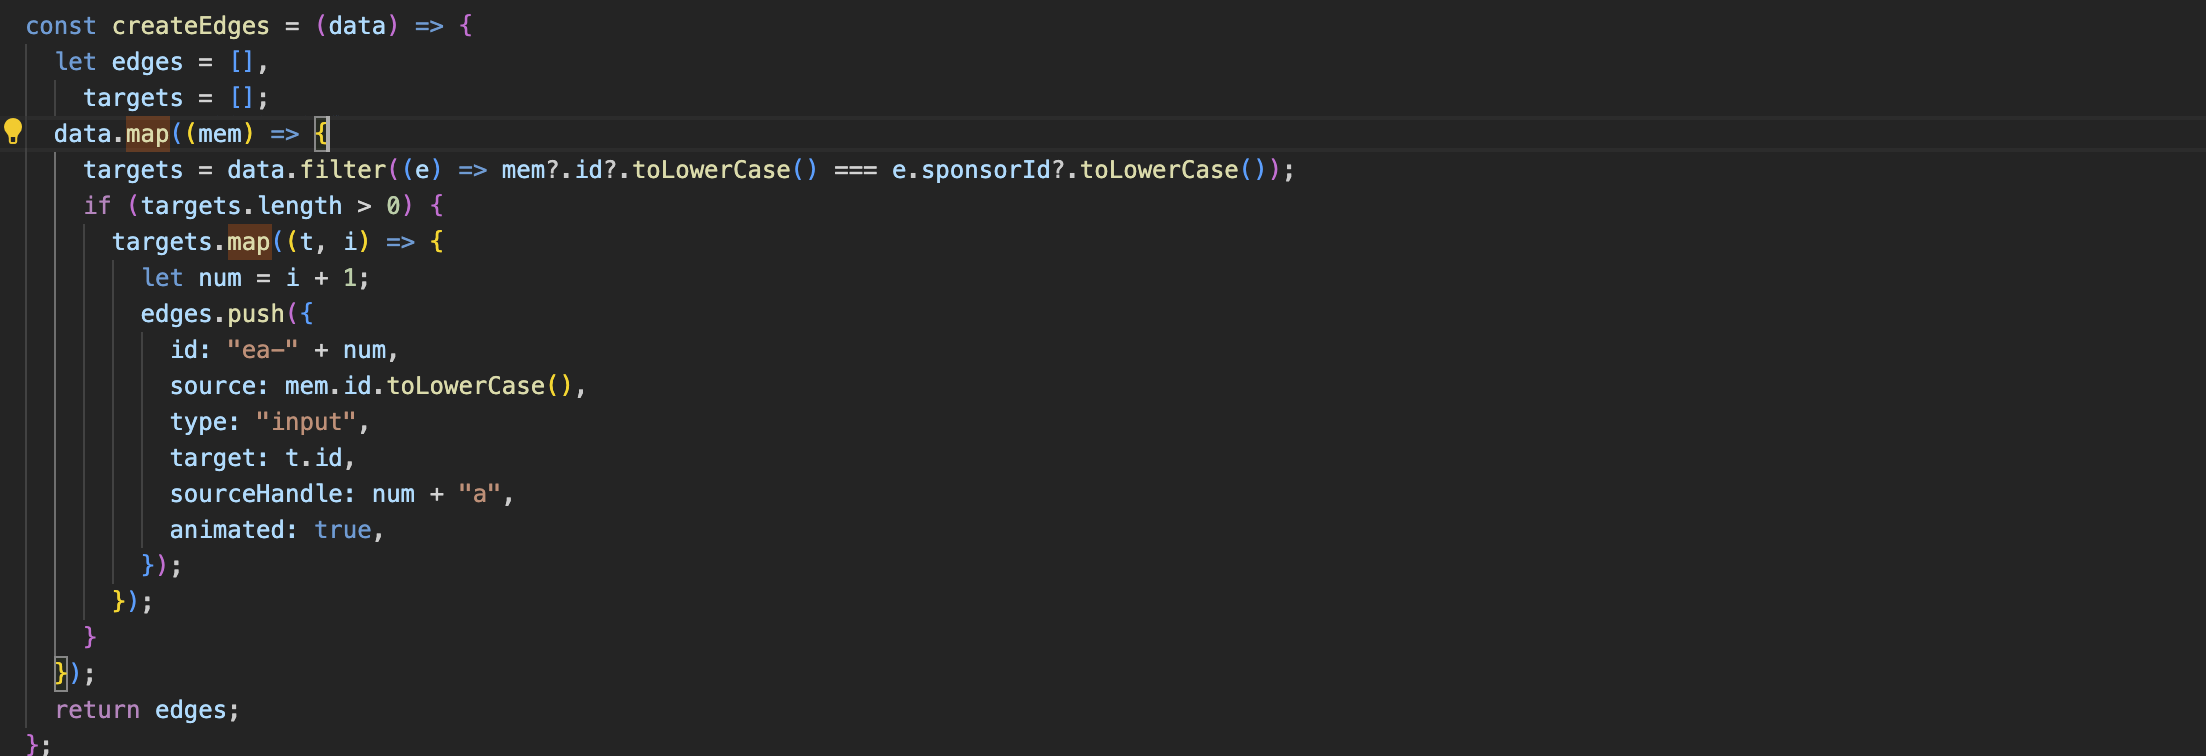 const createEdges = (data) => {
let edges = [],
targets = [];
data.map((mem) => {
targets = data.filter((e) => mem?.id?.toLowerCase() === e.sponsorId?.toLowerCase());
if (targets.length > 0) {
targets.map((t, i) => {
let num = i + 1;
edges.push({
id: "ea-" + num,
source: mem.id.toLowerCase(),
type: "input",
target: t.id,
sourceHandle: num + "a",
animated: true,
});
});
}
});
return edges;
};